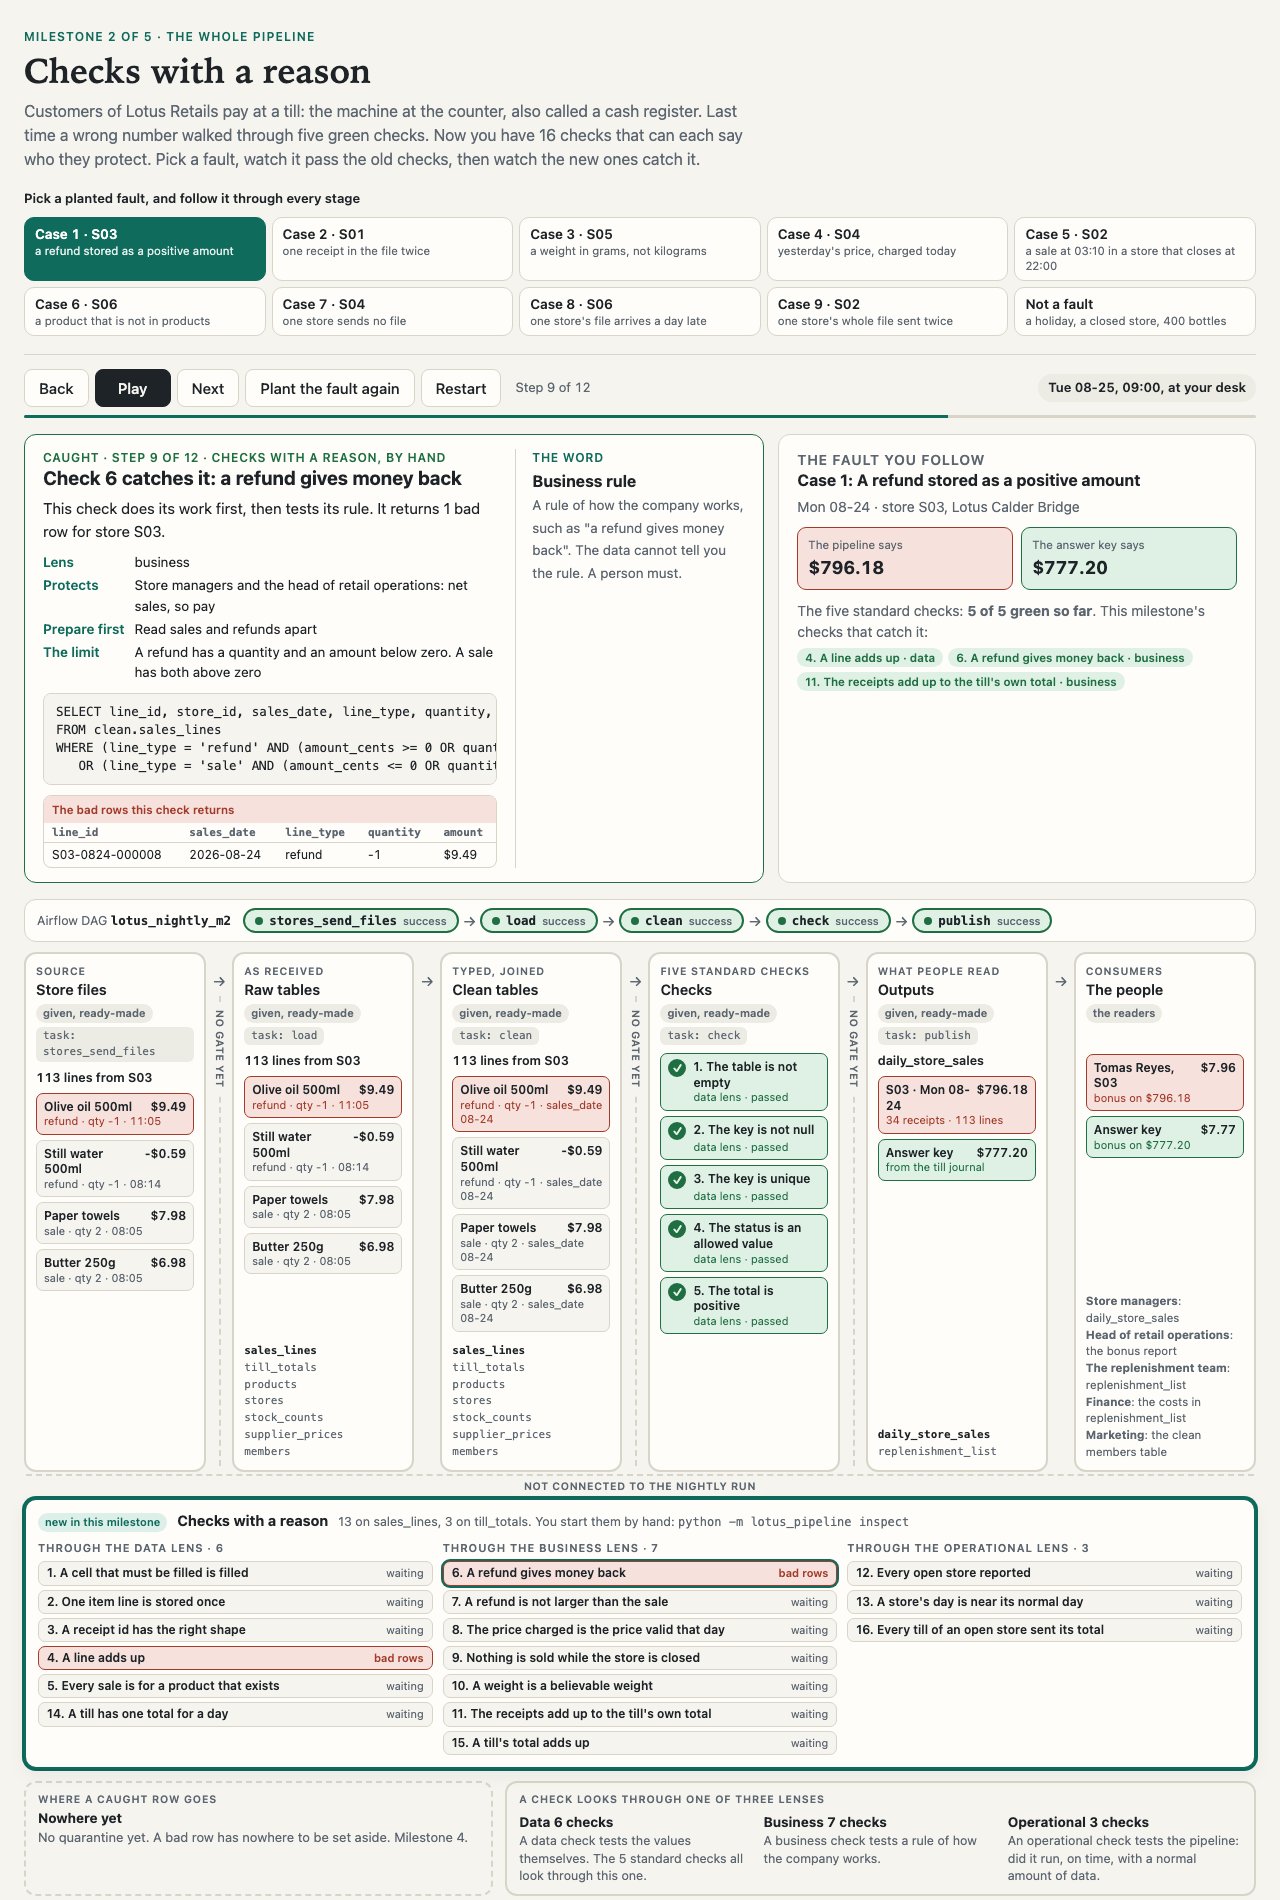 MILESTONE 2 OF 5 · THE WHOLE PIPELINE
Checks with a reason
Customers of Lotus Retails pay at a till: the machine at the counter, also called a cash register. Last
time a wrong number walked through five green checks. Now you have 16 checks that can each say
who they protect. Pick a fault, watch it pass the old checks, then watch the new ones catch it.
Pick a planted fault, and follow it through every stage
Case 1 · S03
a refund stored as a positive amount
Case 2 · S01
one receipt in the file twice
Case 3 · S05
a weight in grams, not kilograms
Case 4 · S04
yesterday's price, charged today
Case 5 · S02
a sale at 03:10 in a store that closes at
22:00
Case 6 · S06
a product that is not in products
Case 7 · S04
one store sends no file
Case 8 · S06
one store's file arrives a day late
Case 9 · S02
one store's whole file sent twice
Not a fault
a holiday, a closed store, 400 bottles
Back
Play
Next
Plant the fault again
Restart
Step 9 of 12
Tue 08-25, 09:00, at your desk
CAUGHT · STEP 9 OF 12 · CHECKS WITH A REASON, BY HAND
Check 6 catches it: a refund gives money back
This check does its work first, then tests its rule. It returns 1 bad
row for store S03.
Lens business
Protects Store managers and the head of retail operations: net
sales, so pay
Prepare first Read sales and refunds apart
The limit A refund has a quantity and an amount below zero. A sale
has both above zero
SELECT line_id, store_id, sales_date, line_type, quantity,
FROM clean.sales_lines
WHERE (line_type = 'refund' AND (amount_cents >= 0 OR quant
OR (line_type = 'sale' AND (amount_cents <= 0 OR quantit
The bad rows this check returns
line_id sales_date line_type quantity amount
S03-0824-000008 2026-08-24 refund -1 $9.49
THE WORD
Business rule
A rule of how the company works,
such as "a refund gives money
back". The data cannot tell you
the rule. A person must.
THE FAULT YOU FOLLOW
Case 1: A refund stored as a positive amount
Mon 08-24 · store S03, Lotus Calder Bridge
The pipeline says
$796.18
The answer key says
$777.20
The five standard checks: 5 of 5 green so far. This milestone's
checks that catch it:
4. A line adds up · data
6. A refund gives money back · business
11. The receipts add up to the till's own total · business
Airflow DAG lotus_nightly_m2
stores_send_files success → load success → clean success → check success → publish success
SOURCE
Store files
given, ready-made
task:
stores_send_files
113 lines from S03
Olive oil 500ml $9.49
refund · qty -1 · 11:05
Still water
500ml -$0.59
refund · qty -1 · 08:14
Paper towels $7.98
sale · qty 2 · 08:05
Butter 250g $6.98
sale · qty 2 · 08:05
→
NO GATE YET
AS RECEIVED
Raw tables
given, ready-made
task: load
113 lines from S03
Olive oil 500ml $9.49
refund · qty -1 · 11:05
Still water
500ml -$0.59
refund · qty -1 · 08:14
Paper towels $7.98
sale · qty 2 · 08:05
Butter 250g $6.98
sale · qty 2 · 08:05
sales_lines
till_totals
products
stores
stock_counts
supplier_prices
members
→
TYPED, JOINED
Clean tables
given, ready-made
task: clean
113 lines from S03
Olive oil 500ml $9.49
refund · qty -1 · sales_date
08-24
Still water
500ml -$0.59
refund · qty -1 · sales_date
08-24
Paper towels $7.98
sale · qty 2 · sales_date
08-24
Butter 250g $6.98
sale · qty 2 · sales_date
08-24
sales_lines
till_totals
products
stores
stock_counts
supplier_prices
members
→
NO GATE YET
FIVE STANDARD CHECKS
Checks
given, ready-made
task: check
1. The table is not
empty
data lens · passed
2. The key is not null
data lens · passed
3. The key is unique
data lens · passed
4. The status is an
allowed value
data lens · passed
5. The total is
positive
data lens · passed
→
NO GATE YET
WHAT PEOPLE READ
Outputs
given, ready-made
task: publish
daily_store_sales
S03 · Mon 08-
24 $796.18
34 receipts · 113 lines
Answer key $777.20
from the till journal
daily_store_sales
replenishment_list
→
CONSUMERS
The people
the readers
Tomas Reyes,
S03 $7.96
bonus on $796.18
Answer key $7.77
bonus on $777.20
Store managers:
daily_store_sales
Head of retail operations:
the bonus report
The replenishment team:
replenishment_list
Finance: the costs in
replenishment_list
Marketing: the clean
members table
NOT CONNECTED TO THE NIGHTLY RUN
new in this milestone Checks with a reason 13 on sales_lines, 3 on till_totals. You start them by hand: python -m lotus_pipeline inspect
THROUGH THE DATA LENS · 6
1. A cell that must be filled is filled waiting
2. One item line is stored once waiting
3. A receipt id has the right shape waiting
4. A line adds up bad rows
5. Every sale is for a product that exists waiting
14. A till has one total for a day waiting
THROUGH THE BUSINESS LENS · 7
6. A refund gives money back bad rows
7. A refund is not larger than the sale waiting
8. The price charged is the price valid that day waiting
9. Nothing is sold while the store is closed waiting
10. A weight is a believable weight waiting
11. The receipts add up to the till's own total waiting
15. A till's total adds up waiting
THROUGH THE OPERATIONAL LENS · 3
12. Every open store reported waiting
13. A store's day is near its normal day waiting
16. Every till of an open store sent its total waiting
WHERE A CAUGHT ROW GOES
Nowhere yet
No quarantine yet. A bad row has nowhere to be set aside. Milestone 4.
A CHECK LOOKS THROUGH ONE OF THREE LENSES
Data 6 checks
A data check tests the values
themselves. The 5 standard checks all
look through this one.
Business 7 checks
A business check tests a rule of how
the company works.
Operational 3 checks
An operational check tests the pipeline:
did it run, on time, with a normal
amount of data.